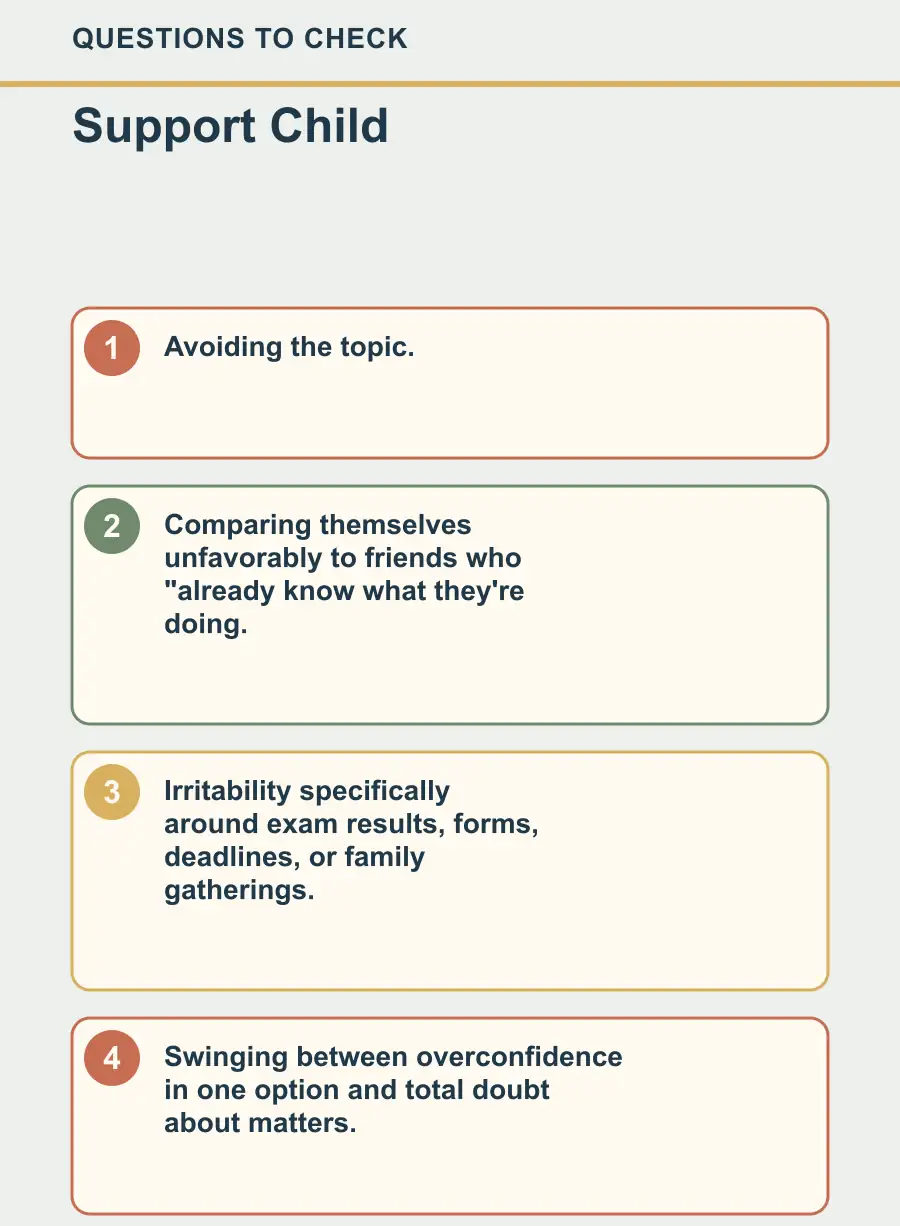 QUESTIONS TO CHECK
Support Child
1
Avoiding the topic.
2
Comparing themselves
unfavorably to friends who
"already know what they're
doing.
3
Irritability specifically
around exam results, forms,
deadlines, or family
gatherings.
4
Swinging between overconfidence
in one option and total doubt
about matters.